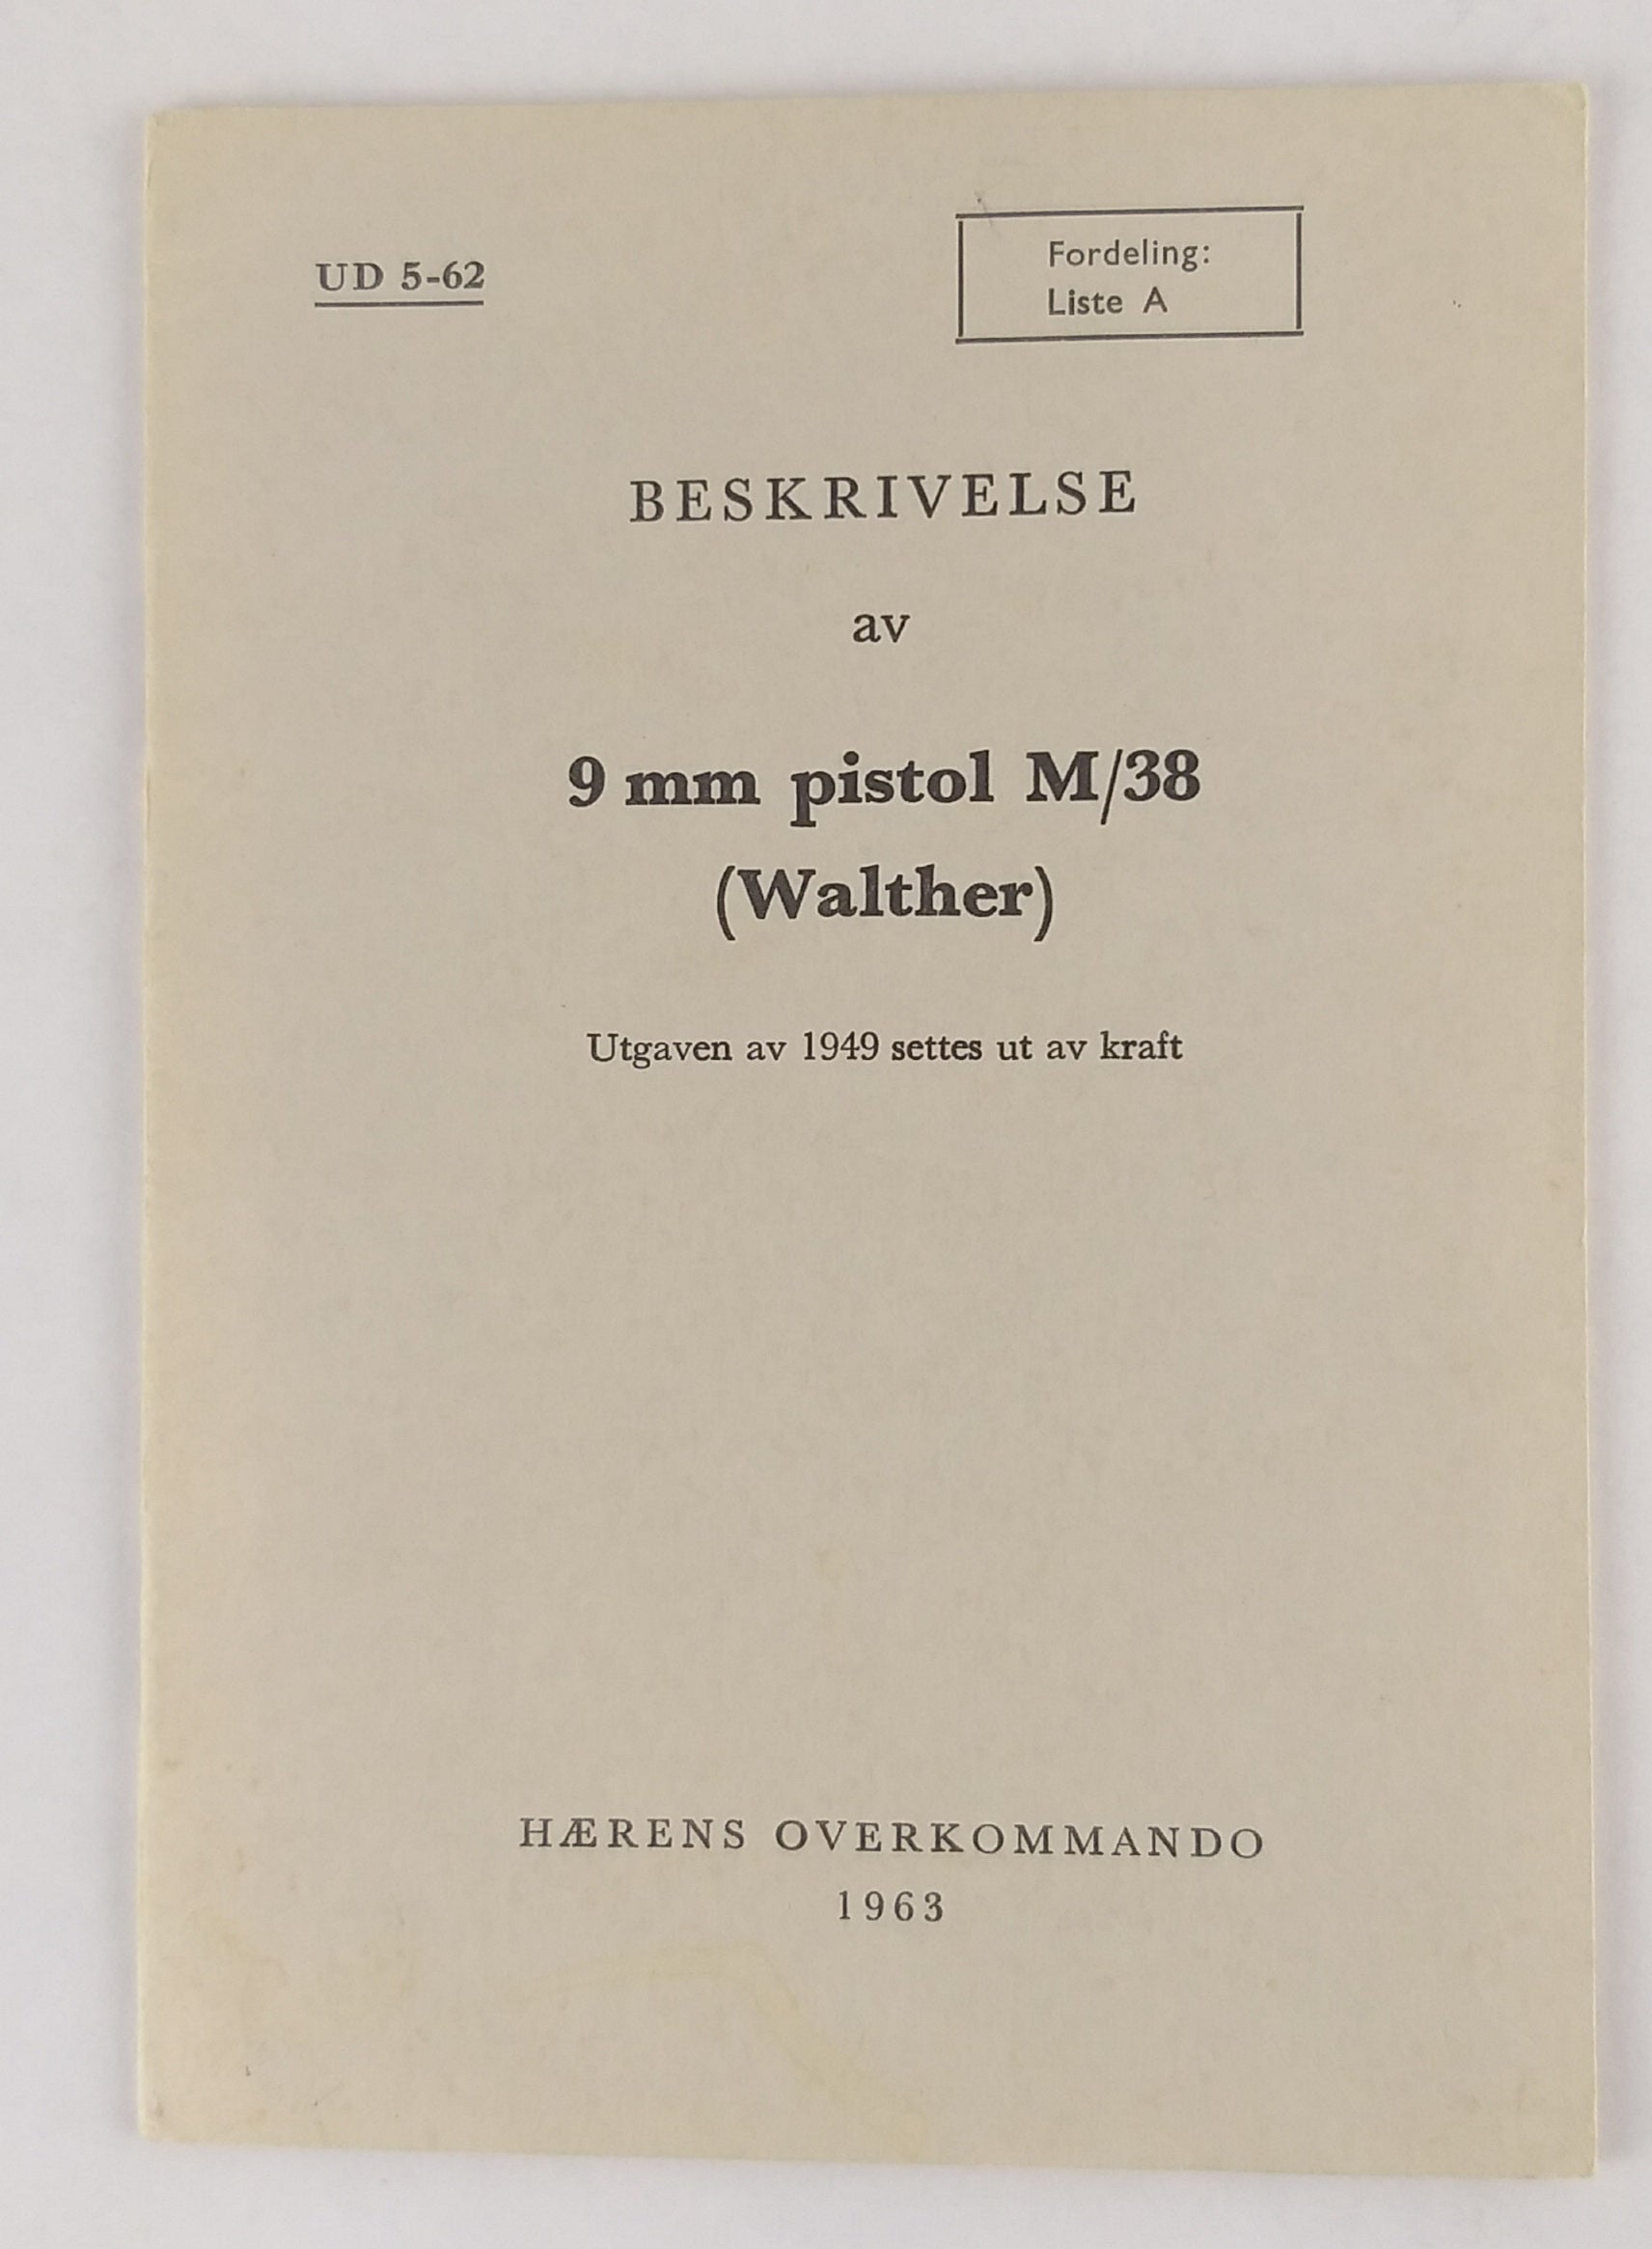 UD 5-62
Fordeling:
Liste A
BESKRIVELSE
av
9 mm pistol M/38
(Walther)
Utgaven av 1949 settes ut av kraft
HÆRENS OVERKOMMANDO
1963